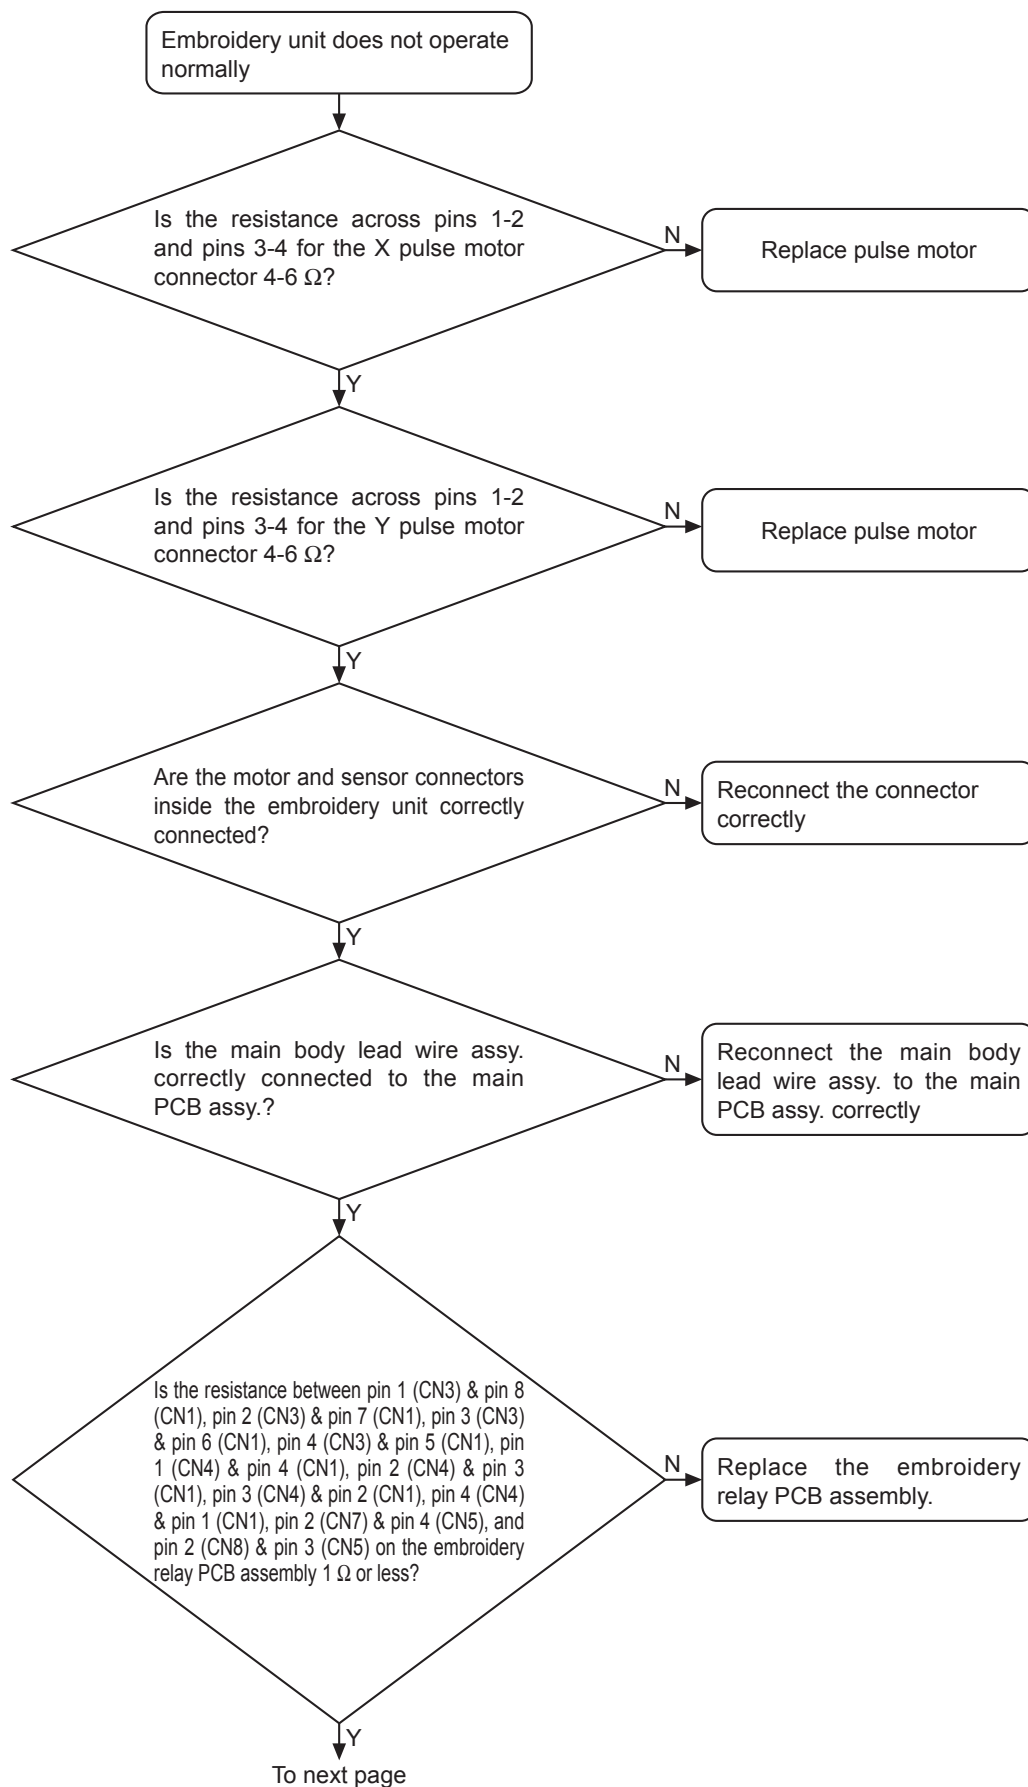 Embroidery unit does not operate
normally
Is the resistance across pins 1-2
and pins 3-4 for the X pulse motor
connector 4-6 Ω?
N
Replace pulse motor
Y
Is the resistance across pins 1-2
and pins 3-4 for the Y pulse motor
connector 4-6 Ω?
N
Replace pulse motor
Y
Are the motor and sensor connectors
inside the embroidery unit correctly
connected?
N
Reconnect the connector
correctly
Y
Is the main body lead wire assy.
correctly connected to the main
PCB assy.?
N
Reconnect the main body
lead wire assy. to the main
PCB assy. correctly
Y
Is the resistance between pin 1 (CN3) & pin 8
(CN1), pin 2 (CN3) & pin 7 (CN1), pin 3 (CN3)
& pin 6 (CN1), pin 4 (CN3) & pin 5 (CN1), pin
1 (CN4) & pin 4 (CN1), pin 2 (CN4) & pin 3
(CN1), pin 3 (CN4) & pin 2 (CN1), pin 4 (CN4)
& pin 1 (CN1), pin 2 (CN7) & pin 4 (CN5), and
pin 2 (CN8) & pin 3 (CN5) on the embroidery
relay PCB assembly 1 Ω or less?
N
Replace the embroidery
relay PCB assembly.
Y
To next page